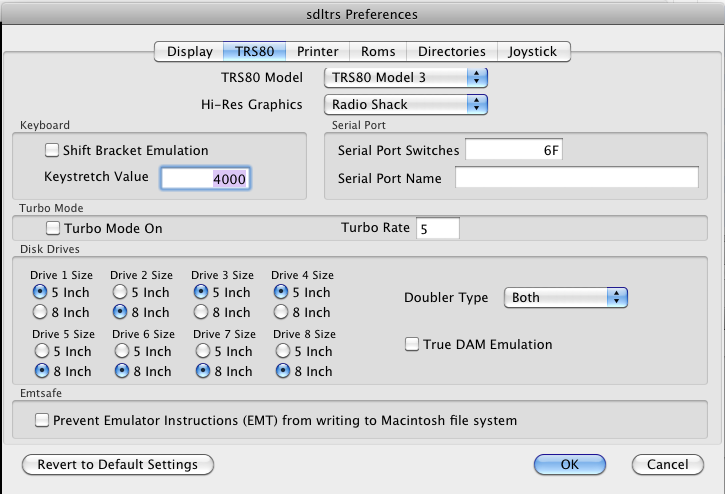 sdltrs Preferences
Display TRS80 Printer Roms Directories Joystick
TRS80 Model TRS80 Model 3
Hi-Res Graphics Radio Shack
Keyboard Serial Port
Shift Bracket Emulation Serial Port Switches 6F
Keystretch Value 4000 Serial Port Name
Turbo Mode
Turbo Mode On Turbo Rate 5
Disk Drives
Drive 1 Size Drive 2 Size Drive 3 Size Drive 4 Size
5 Inch 5 Inch 5 Inch 5 Inch Doubler Type Both
8 Inch 8 Inch 8 Inch 8 Inch
Drive 5 Size Drive 6 Size Drive 7 Size Drive 8 Size
5 Inch 5 Inch 5 Inch 5 Inch True DAM Emulation
8 Inch 8 Inch 8 Inch 8 Inch
Emtsafe
Prevent Emulator Instructions (EMT) from writing to Macintosh file system
Revert to Default Settings OK Cancel